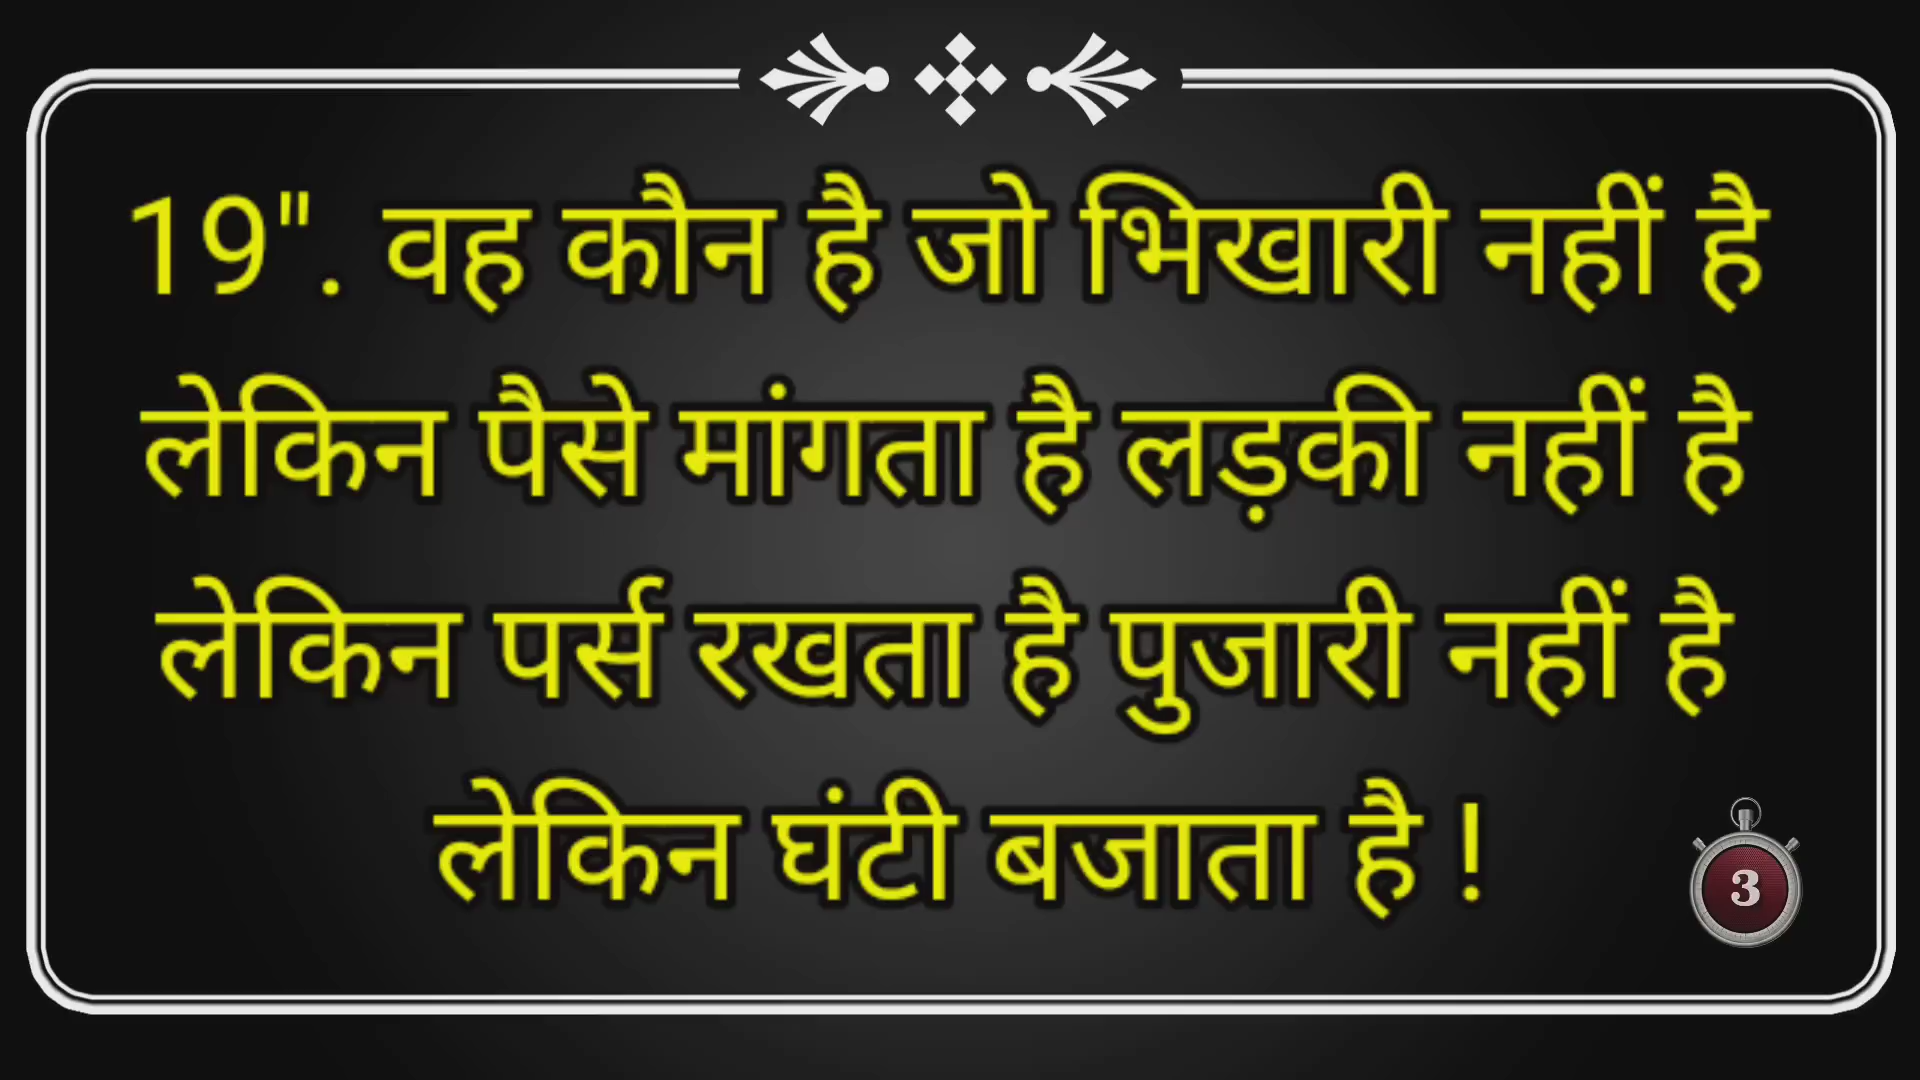 19". वह कौन है जो भिखारी नहीं है
लेकिन पैसे मांगता है लड़की नहीं है
लेकिन पर्स रखता है पुजारी नहीं है
लेकिन घंटी बजाता है !
3